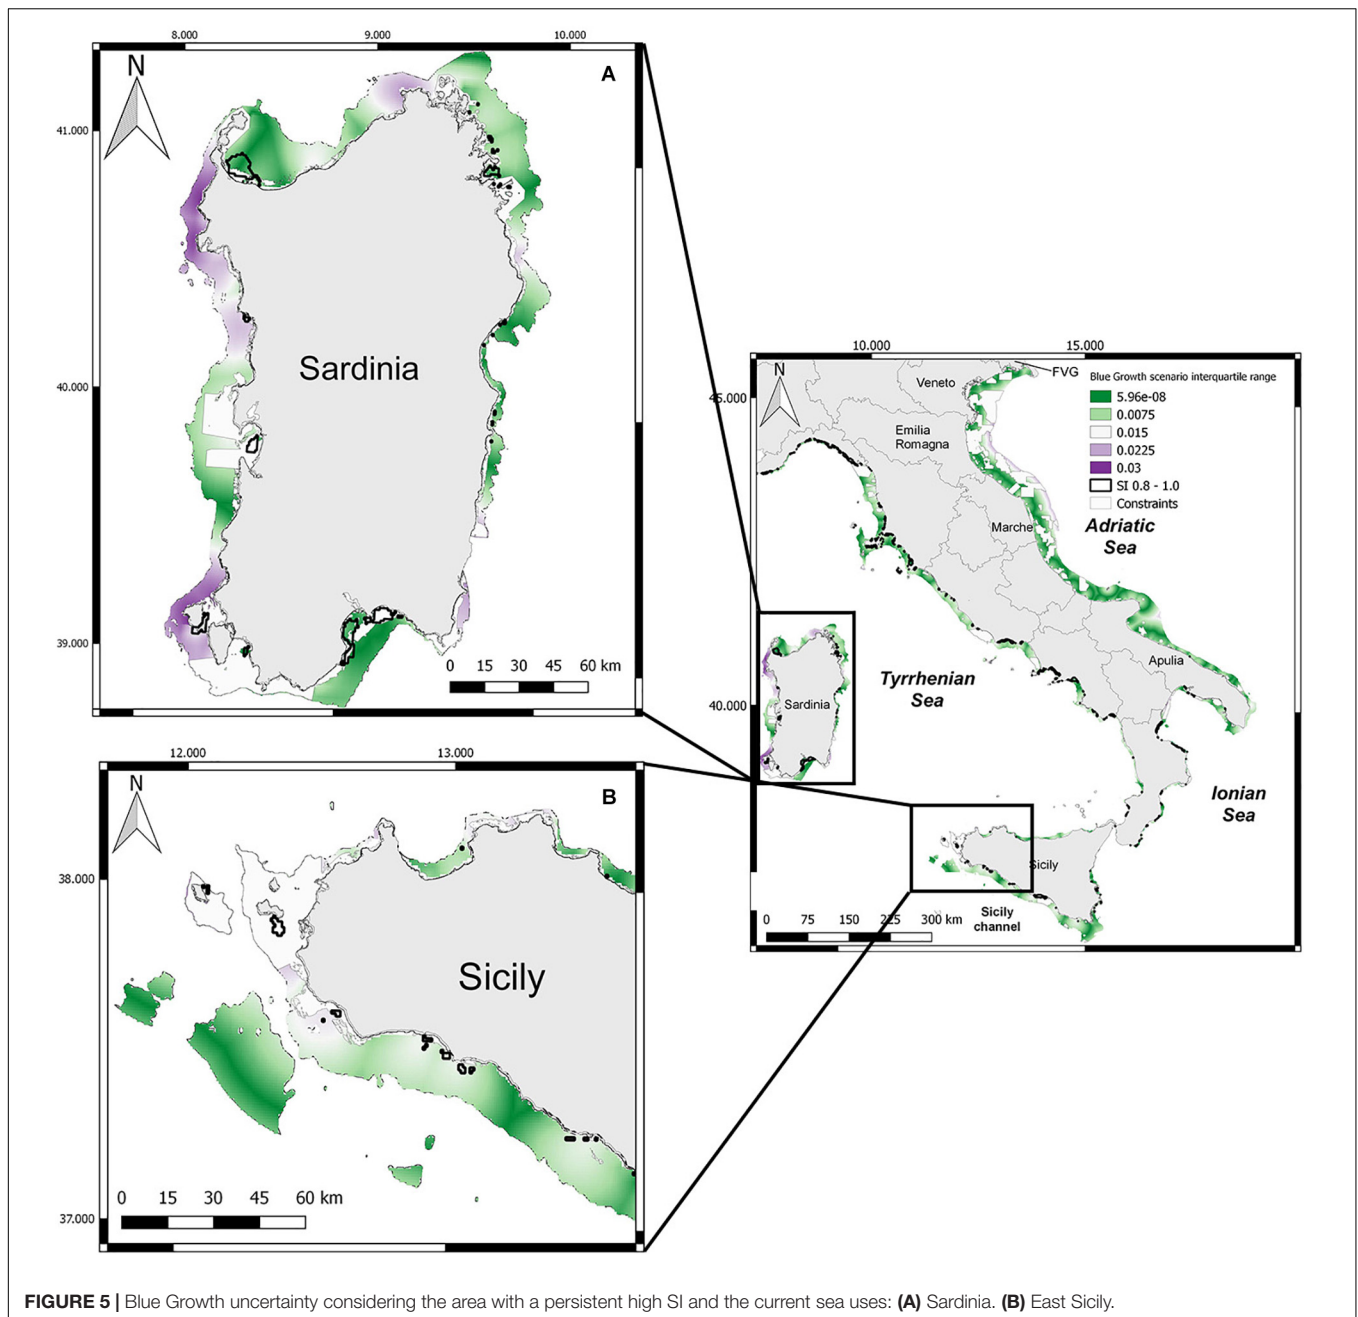 8.000
9.000
10.000
N
A
41.000
40.000
39.000
Sardinia
0 15 30 45 60 km
12.000
13.000
N
B
38.000
37.000
Sicily
0 15 30 45 60 km
10.000
15.000
N
45.000
40.000
FVG
Veneto
Emilia
Romagna
Marche
Apulia
Sardinia
Sicily
Blue Growth scenario interquartile range
5.96e-08
0.0075
0.015
0.0225
0.03
SI 0.8 - 1.0
Constraints
Adriatic
Sea
Tyrrhenian
Sea
Ionian
Sea
Sicily
channel
0 75 150 225 300 km
FIGURE 5 | Blue Growth uncertainty considering the area with a persistent high SI and the current sea uses: (A) Sardinia. (B) East Sicily.